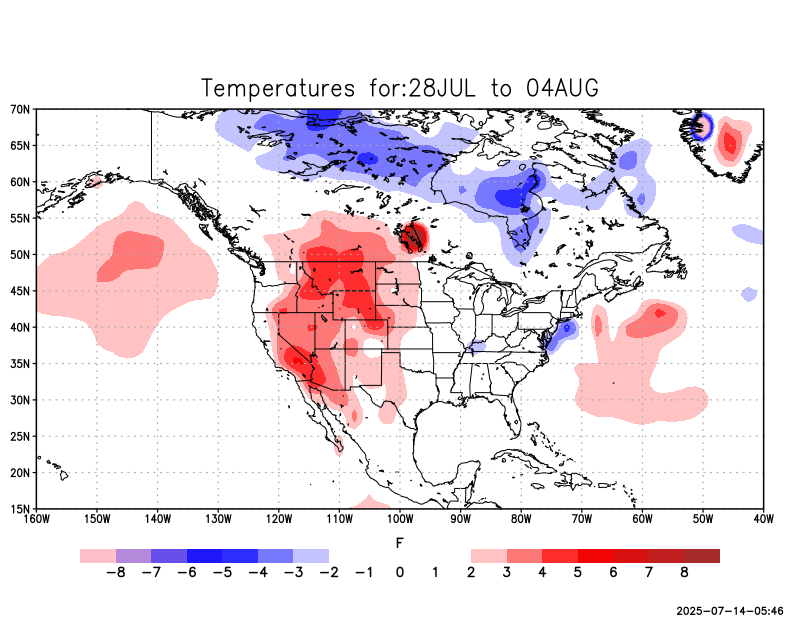 Temperatures for:28JUL to 04AUG
70N
65N
60N
55N
50N
45N
40N
35N
30N
25N
20N
15N
160W 150W 140W 130W 120W 110W 100W 90W 80W 70W 60W 50W 40W
F
−8 −7 −6 −5 −4 −3 −2 −1 0 1 2 3 4 5 6 7 8
2025-07-14-05:46